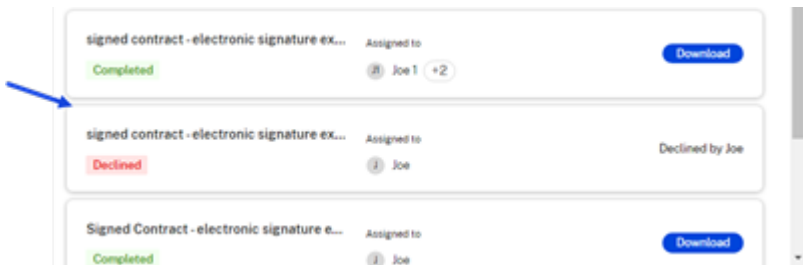 signed contract - electronic signature ex...
Assigned to
Completed
Joe 1 +2
Download
signed contract - electronic signature ex...
Assigned to
Declined
J Joe
Declined by Joe
Signed Contract - electronic signature e...
Assigned to
Completed
J Joe
Download